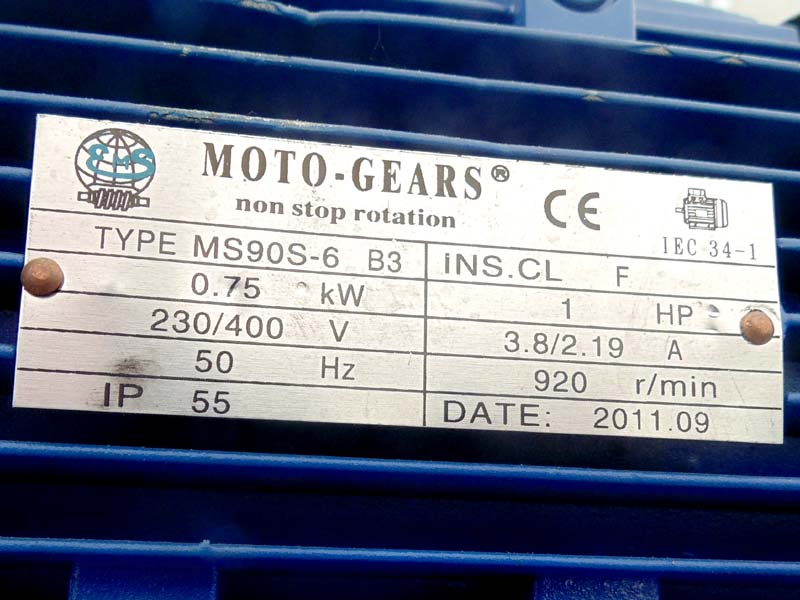 EMS
MOTO-GEARS®
non stop rotation
CE
IEC 34-1
TYPE MS90S-6 B3
iNS.CL F
0.75 kW
1 HP
230/400 V
3.8/2.19 A
50 Hz
920 r/min
IP 55
DATE: 2011.09